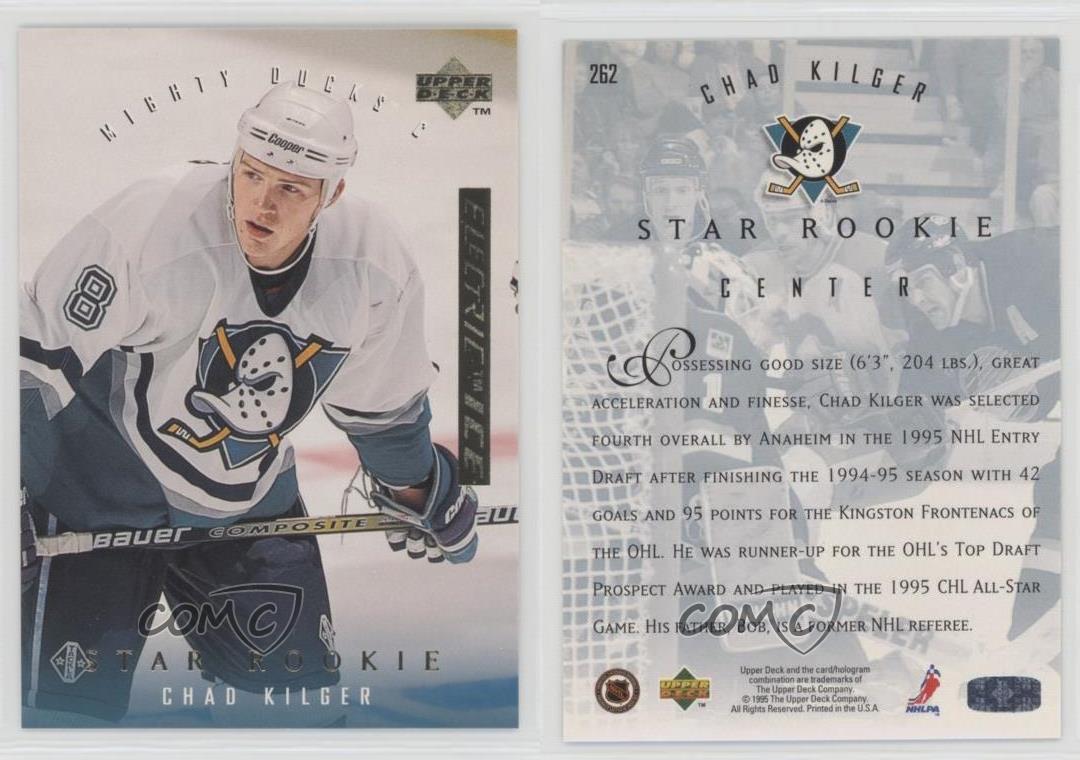 MIGHTY DUCKS C
UPPER
DECK
TM
Cooper
ELECTRIC ICE
TM
8
BAUER COMPOSITE
BAU
COMC
STAR ROOKIE
CHAD KILGER
262
CHAD KILGER
STAR ROOKIE
CENTER
POSSESSING GOOD SIZE (6'3", 204 LBS.), GREAT
ACCELERATION AND FINESSE, CHAD KILGER WAS SELECTED
FOURTH OVERALL BY ANAHEIM IN THE 1995 NHL ENTRY
DRAFT AFTER FINISHING THE 1994-95 SEASON WITH 42
GOALS AND 95 POINTS FOR THE KINGSTON FRONTENACS OF
THE OHL. HE WAS RUNNER-UP FOR THE OHL'S TOP DRAFT
PROSPECT AWARD AND PLAYED IN THE 1995 CHL ALL-STAR
GAME. HIS FATHER, BOB, IS A FORMER NHL REFEREE.
COMC
UPPER
DECK
TM
Upper Deck and the card/hologram
combination are trademarks of
The Upper Deck Company.
© 1995 The Upper Deck Company.
All Rights Reserved. Printed in the U.S.A.
NHLPA